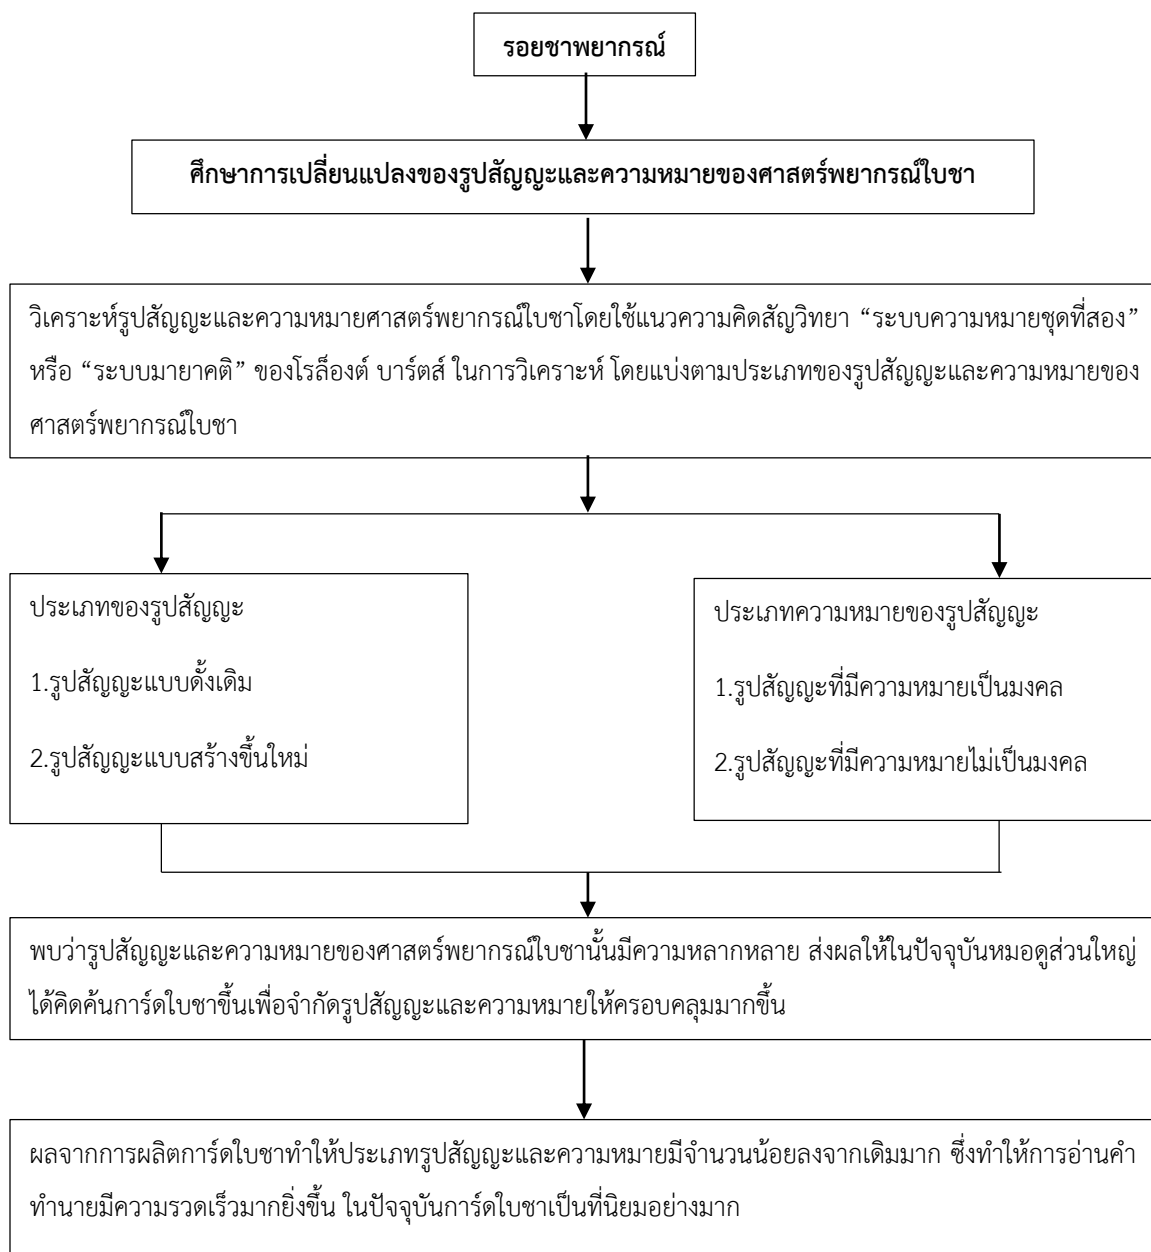 รอยชาพยากรณ์
ศึกษาการเปลี่ยนแปลงของรูปสัญญะและความหมายของศาสตร์พยากรณ์ใบชา
วิเคราะห์รูปสัญญะและความหมายศาสตร์พยากรณ์ใบชาโดยใช้แนวความคิดสัญวิทยา “ระบบความหมายชุดที่สอง”
หรือ “ระบบมายาคติ” ของโรล็องต์ บาร์ตส์ ในการวิเคราะห์ โดยแบ่งตามประเภทของรูปสัญญะและความหมายของ
ศาสตร์พยากรณ์ใบชา
ประเภทของรูปสัญญะ
1.รูปสัญญะแบบดั้งเดิม
2.รูปสัญญะแบบสร้างขึ้นใหม่
ประเภทความหมายของรูปสัญญะ
1.รูปสัญญะที่มีความหมายเป็นมงคล
2.รูปสัญญะที่มีความหมายไม่เป็นมงคล
พบว่ารูปสัญญะและความหมายของศาสตร์พยากรณ์ใบชานั้นมีความหลากหลาย ส่งผลให้ในปัจจุบันหมอดูส่วนใหญ่
ได้คิดค้นการ์ดใบชาขึ้นเพื่อจำกัดรูปสัญญะและความหมายให้ครอบคลุมมากขึ้น
ผลจากการผลิตการ์ดใบชาทำให้ประเภทรูปสัญญะและความหมายมีจำนวนน้อยลงจากเดิมมาก ซึ่งทำให้การอ่านคำ
ทำนายมีความรวดเร็วมากยิ่งขึ้น ในปัจจุบันการ์ดใบชาเป็นที่นิยมอย่างมาก